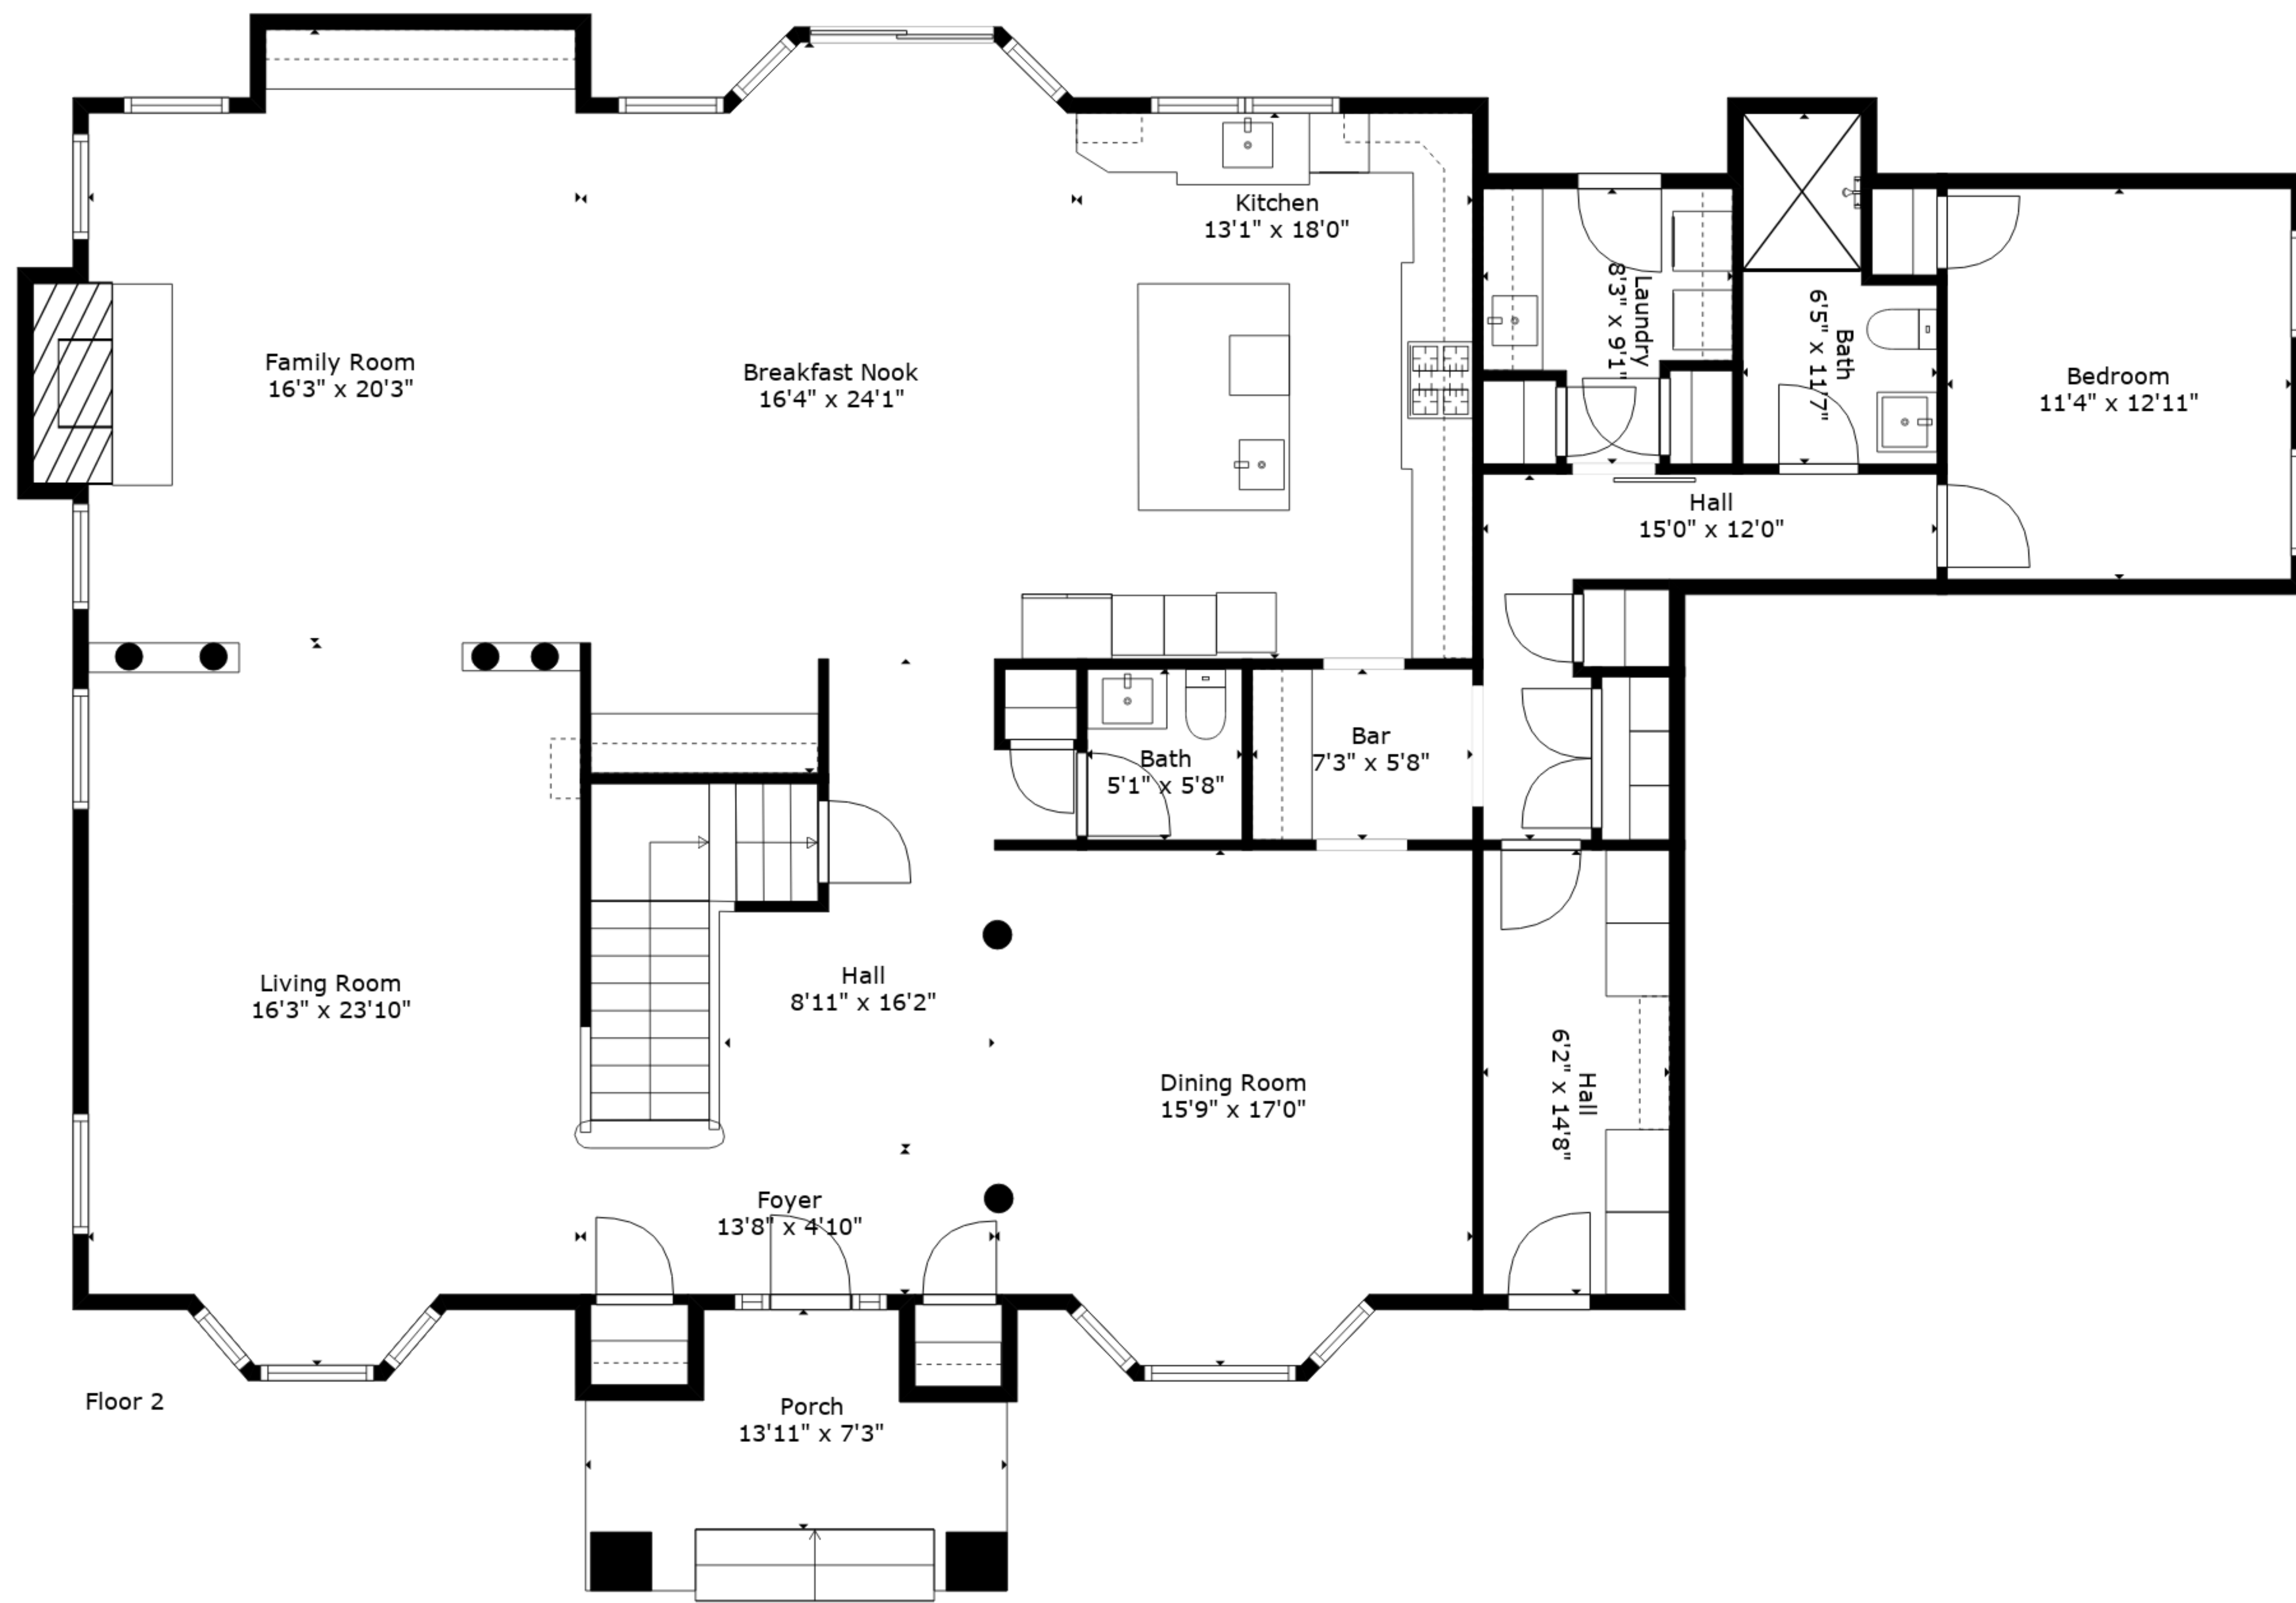 Kitchen
13'1" x 18'0"
Laundry
8'3" x 9'1"
Bath
6'5" x 11'7"
Family Room
16'3" x 20'3"
Breakfast Nook
16'4" x 24'1"
Bedroom
11'4" x 12'11"
Hall
15'0" x 12'0"
Bath
5'1" x 5'8"
Bar
7'3" x 5'8"
Living Room
16'3" x 23'10"
Hall
8'11" x 16'2"
Dining Room
15'9" x 17'0"
Hall
6'2" x 14'8"
Foyer
13'8" x 4'10"
Floor 2
Porch
13'11" x 7'3"